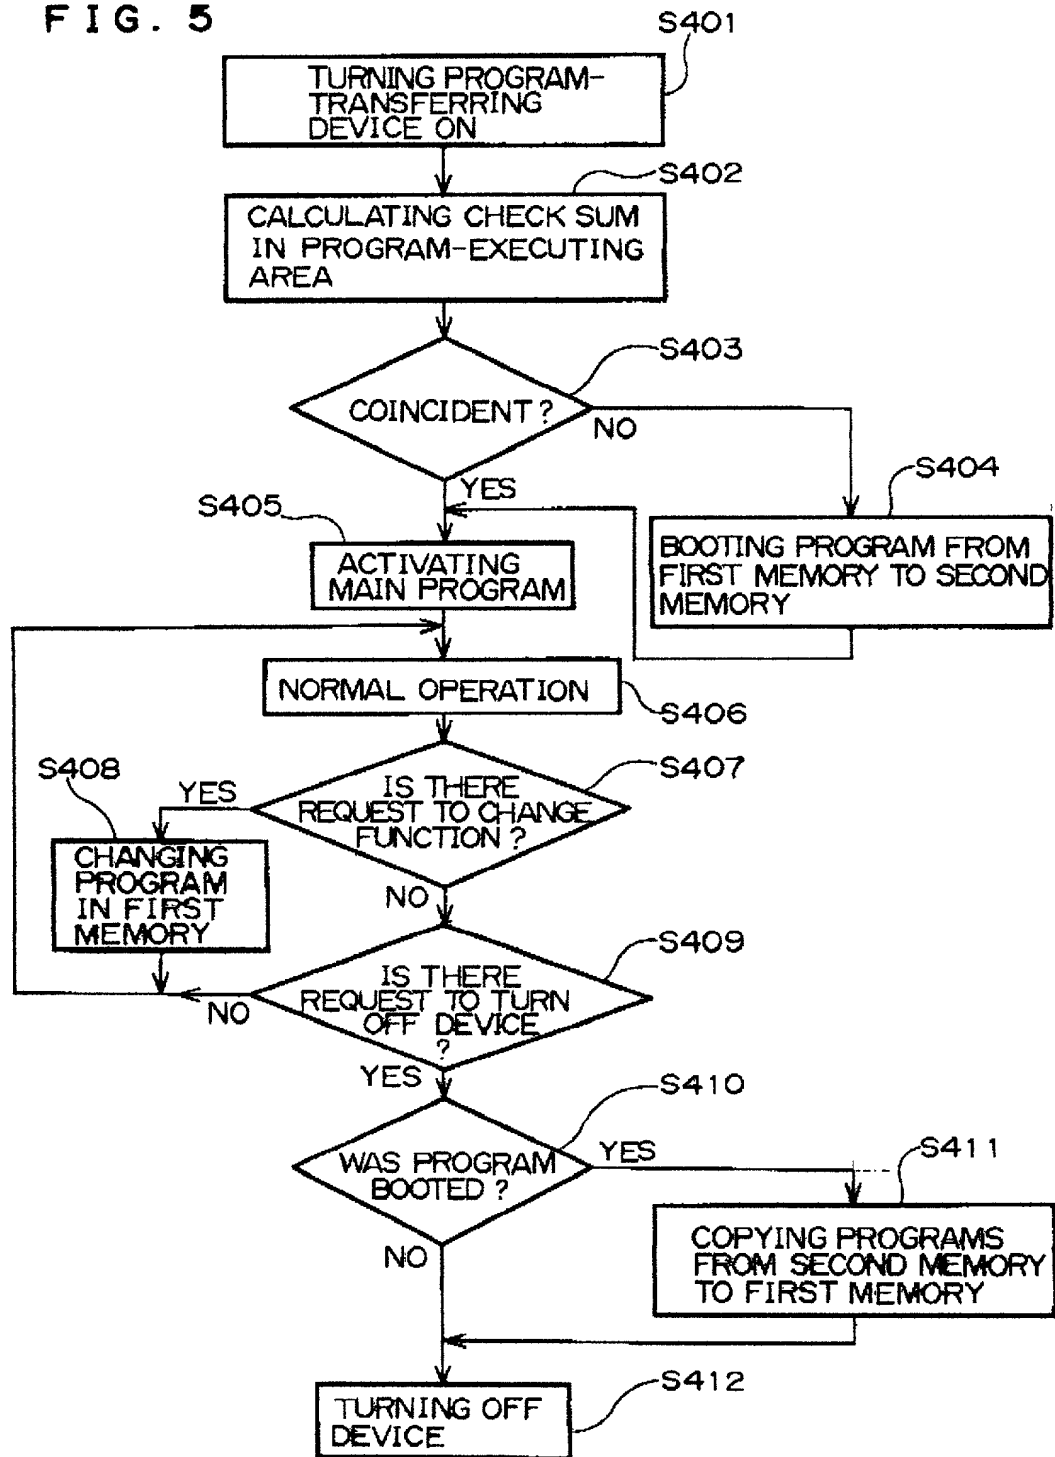 FIG. 5
S401
TURNING PROGRAM-
TRANSFERRING
DEVICE ON
S402
CALCULATING CHECK SUM
IN PROGRAM-EXECUTING
AREA
S403
COINCIDENT ?
NO
YES
S404
BOOTING PROGRAM FROM
FIRST MEMORY TO SECOND
MEMORY
S405
ACTIVATING
MAIN PROGRAM
NORMAL OPERATION
S406
S407
IS THERE
REQUEST TO CHANGE
FUNCTION ?
YES
NO
S408
CHANGING
PROGRAM
IN FIRST
MEMORY
S409
IS THERE
REQUEST TO TURN
OFF DEVICE
?
NO
YES
S410
WAS PROGRAM
BOOTED ?
YES
NO
S411
COPYING PROGRAMS
FROM SECOND MEMORY
TO FIRST MEMORY
S412
TURNING OFF
DEVICE